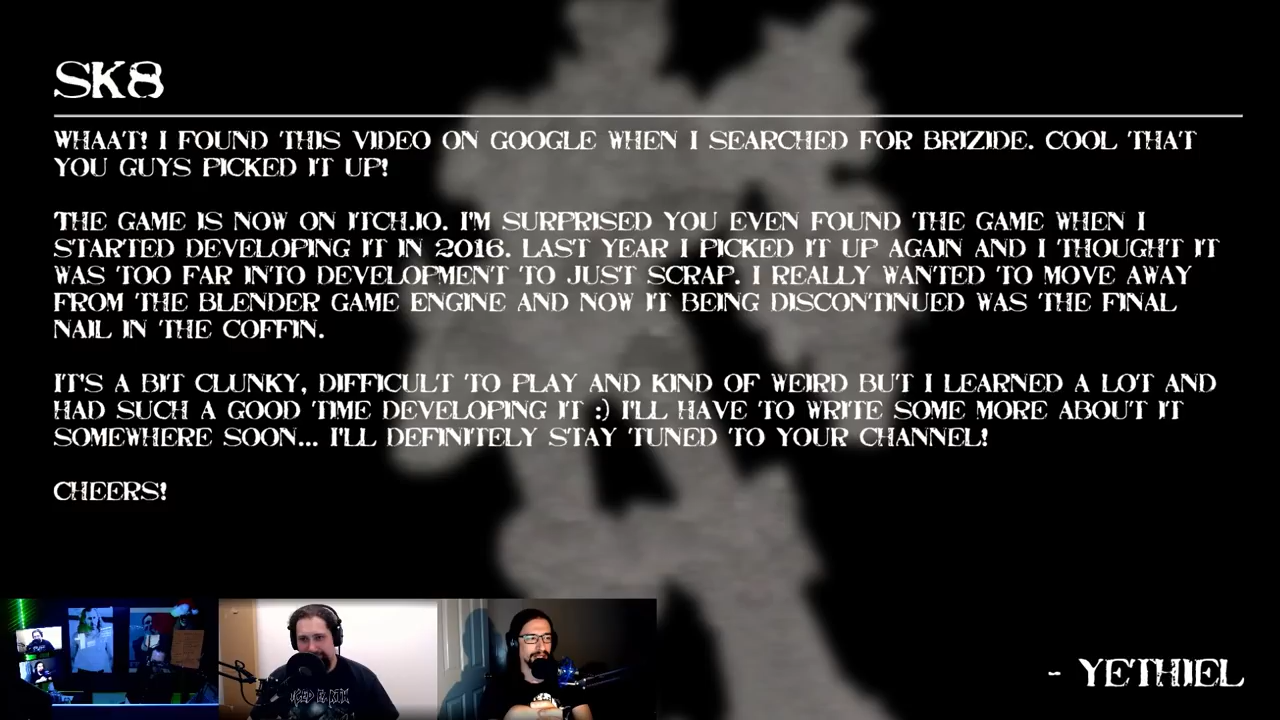 SK8
WHAAT! I FOUND THIS VIDEO ON GOOGLE WHEN I SEARCHED FOR BRIZIDE. COOL THAT
YOU GUYS PICKED IT UP!
THE GAME IS NOW ON ITCH.IO. I'M SURPRISED YOU EVEN FOUND THE GAME WHEN I
STARTED DEVELOPING IT IN 2016. LAST YEAR I PICKED IT UP AGAIN AND I THOUGHT IT
WAS TOO FAR INTO DEVELOPMENT TO JUST SCRAP. I REALLY WANTED TO MOVE AWAY
FROM THE BLENDER GAME ENGINE AND NOW IT BEING DISCONTINUED WAS THE FINAL
NAIL IN THE COFFIN.
IT'S A BIT CLUNKY, DIFFICULT TO PLAY AND KIND OF WEIRD BUT I LEARNED A LOT AND
HAD SUCH A GOOD TIME DEVELOPING IT :) I'LL HAVE TO WRITE SOME MORE ABOUT IT
SOMEWHERE SOON... I'LL DEFINITELY STAY TUNED TO YOUR CHANNEL!
CHEERS!
ICED EARTH
- YETHIEL